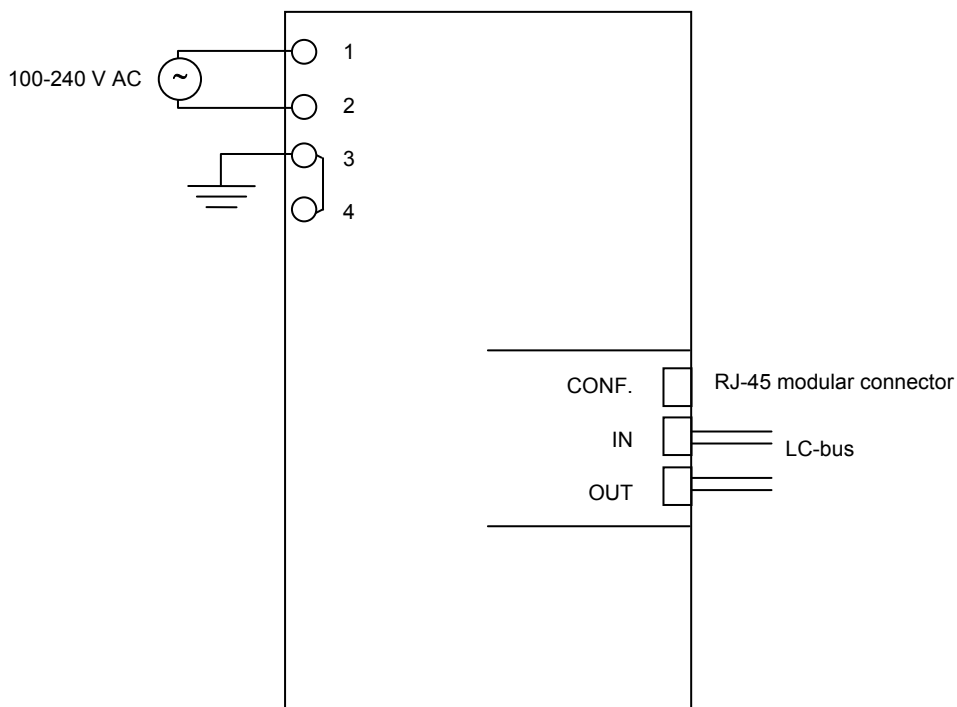 1
100-240 V AC
~
2
3
4
CONF.
RJ-45 modular connector
IN
LC-bus
OUT